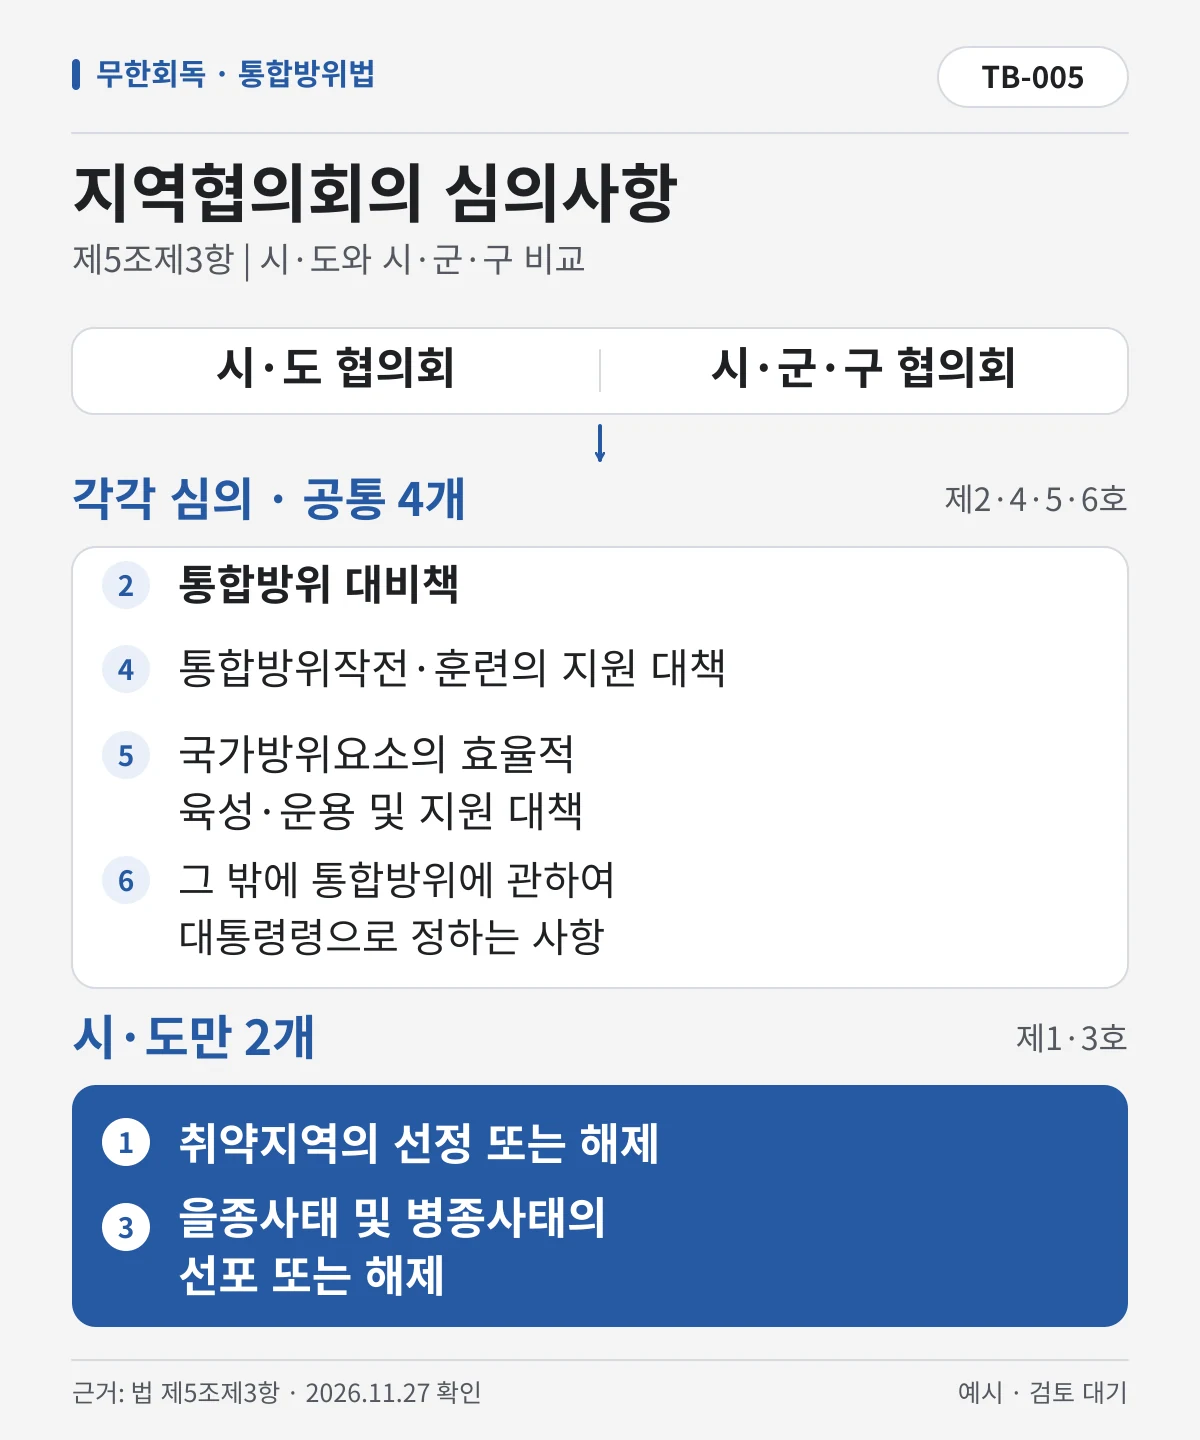 무한회독 · 통합방위법
TB-005
지역협의회의 심의사항
제5조제3항 | 시·도와 시·군·구 비교
시·도 협의회
시·군·구 협의회
각각 심의 · 공통 4개
제2·4·5·6호
2 통합방위 대비책
4 통합방위작전·훈련의 지원 대책
5 국가방위요소의 효율적
육성·운용 및 지원 대책
6 그 밖에 통합방위에 관하여
대통령령으로 정하는 사항
시·도만 2개
제1·3호
1 취약지역의 선정 또는 해제
3 을종사태 및 병종사태의
선포 또는 해제
근거: 법 제5조제3항 · 2026.11.27 확인
예시 · 검토 대기